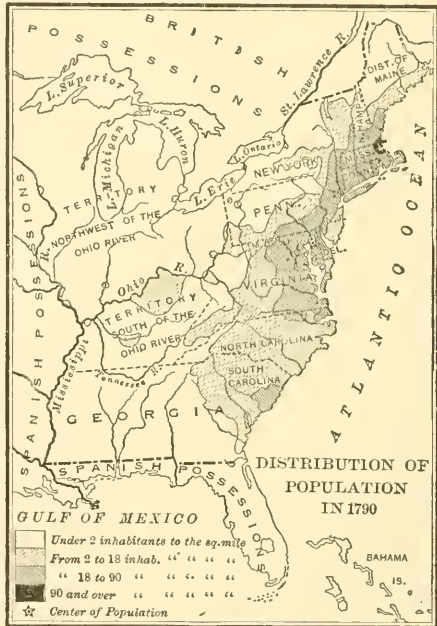 BRITISH
POSSESSIONS
DIST. OF
MAINE
St. Lawrence R.
L. Superior
L. Michigan
L. Huron
L. Ontario
L. Erie
NEW YORK
PENN.
TERRITORY
NORTHWEST OF THE
OHIO RIVER
Ohio R.
TERRITORY
SOUTH OF THE
OHIO RIVER
VIRGINIA
DEL.
NORTH CAROLINA
SOUTH
CAROLINA
Tennessee R.
GEORGIA
Mississippi R.
SPANISH POSSESSIONS
SPANISH POSSESSIONS
ATLANTIC OCEAN
GULF OF MEXICO
BAHAMA
IS.
DISTRIBUTION OF
POPULATION
IN 1790
Under 2 inhabitants to the sq. mile
From 2 to 18 inhab. " " " "
" 18 to 90 " " " " "
90 and over " " " " "
Center of Population